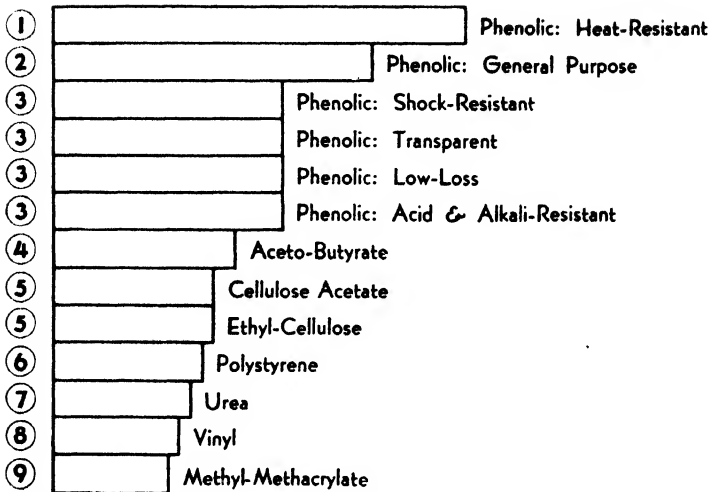 1 Phenolic: Heat-Resistant
2 Phenolic: General Purpose
3 Phenolic: Shock-Resistant
3 Phenolic: Transparent
3 Phenolic: Low-Loss
3 Phenolic: Acid & Alkali-Resistant
4 Aceto-Butyrate
5 Cellulose Acetate
5 Ethyl-Cellulose
6 Polystyrene
7 Urea
8 Vinyl
9 Methyl-Methacrylate